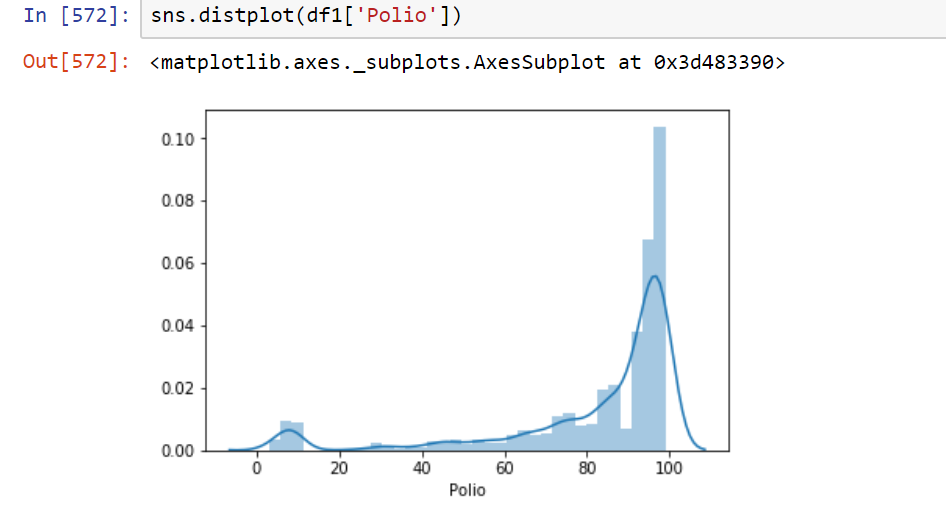 In [572]: sns.distplot(df1['Polio'])
Out[572]: <matplotlib.axes._subplots.AxesSubplot at 0x3d483390>
0.10
0.08
0.06
0.04
0.02
0.00
0 20 40 60 80 100
Polio